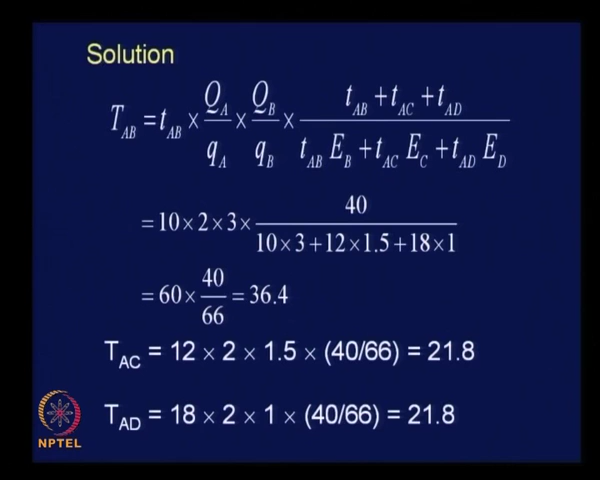 Solution
T_AB = t_AB × Q_A/q_A × Q_B/q_B × (t_AB + t_AC + t_AD)/(t_AB E_B + t_AC E_C + t_AD E_D)
= 10 × 2 × 3 × 40/(10 × 3 + 12 × 1.5 + 18 × 1)
= 60 × 40/66 = 36.4
T_AC = 12 × 2 × 1.5 × (40/66) = 21.8
T_AD = 18 × 2 × 1 × (40/66) = 21.8
NPTEL